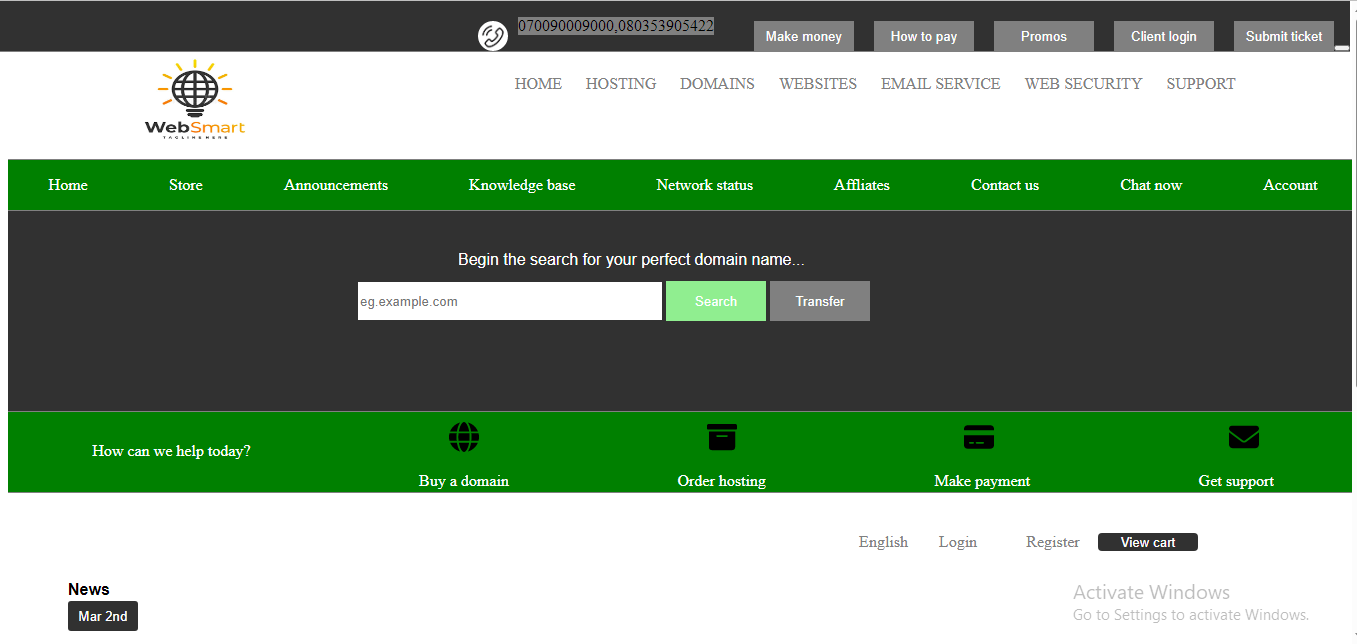 070090009000,080353905422
Make money
How to pay
Promos
Client login
Submit ticket
WebSmart
TAGLINE HERE
HOME HOSTING DOMAINS WEBSITES EMAIL SERVICE WEB SECURITY SUPPORT
Home Store Announcements Knowledge base Network status Affliates Contact us Chat now Account
Begin the search for your perfect domain name...
eg.example.com
Search
Transfer
How can we help today?
Buy a domain
Order hosting
Make payment
Get support
English Login Register View cart
News
Mar 2nd
Activate Windows
Go to Settings to activate Windows.